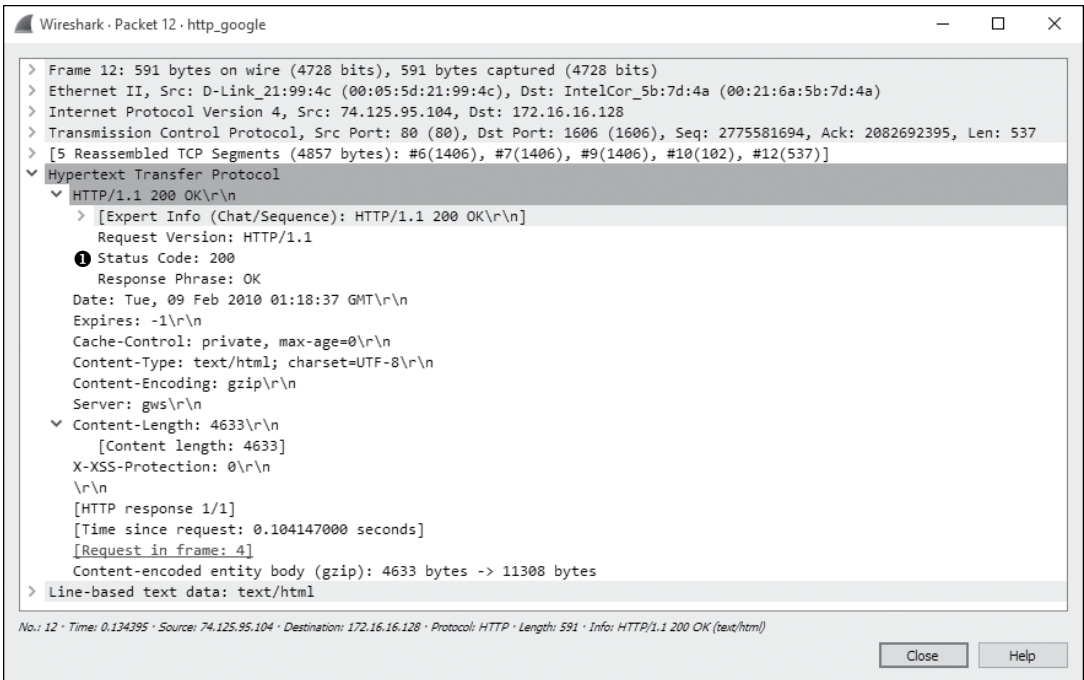 Wireshark · Packet 12 · http_google
> Frame 12: 591 bytes on wire (4728 bits), 591 bytes captured (4728 bits)
> Ethernet II, Src: D-Link_21:99:4c (00:05:5d:21:99:4c), Dst: IntelCor_5b:7d:4a (00:21:6a:5b:7d:4a)
> Internet Protocol Version 4, Src: 74.125.95.104, Dst: 172.16.16.128
> Transmission Control Protocol, Src Port: 80 (80), Dst Port: 1606 (1606), Seq: 2775581694, Ack: 2082692395, Len: 537
> [5 Reassembled TCP Segments (4857 bytes): #6(1406), #7(1406), #9(1406), #10(102), #12(537)]
Hypertext Transfer Protocol
HTTP/1.1 200 OK\r\n
> [Expert Info (Chat/Sequence): HTTP/1.1 200 OK\r\n]
Request Version: HTTP/1.1
❶ Status Code: 200
Response Phrase: OK
Date: Tue, 09 Feb 2010 01:18:37 GMT\r\n
Expires: -1\r\n
Cache-Control: private, max-age=0\r\n
Content-Type: text/html; charset=UTF-8\r\n
Content-Encoding: gzip\r\n
Server: gws\r\n
Content-Length: 4633\r\n
[Content length: 4633]
X-XSS-Protection: 0\r\n
\r\n
[HTTP response 1/1]
[Time since request: 0.104147000 seconds]
[Request in frame: 4]
Content-encoded entity body (gzip): 4633 bytes -> 11308 bytes
> Line-based text data: text/html
No.: 12 · Time: 0.134395 · Source: 74.125.95.104 · Destination: 172.16.16.128 · Protocol: HTTP · Length: 591 · Info: HTTP/1.1 200 OK (text/html)
Close
Help